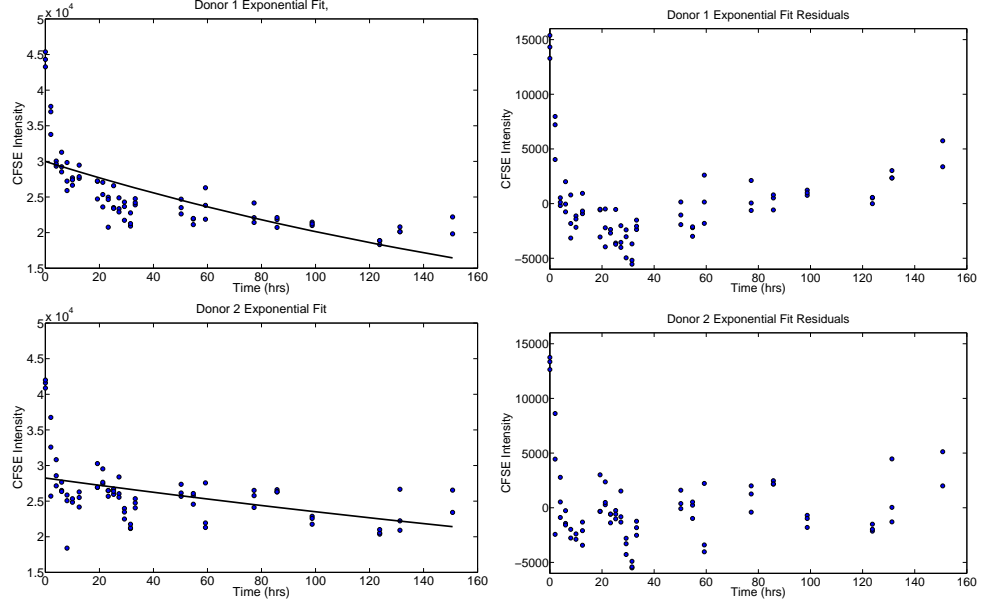 Donor 1 Exponential Fit,
x 10⁴
5
4.5
4
3.5
3
2.5
2
1.5
CFSE Intensity
0 20 40 60 80 100 120 140 160
Time (hrs)
Donor 1 Exponential Fit Residuals
15000
10000
5000
0
−5000
CFSE Intensity
0 20 40 60 80 100 120 140 160
Time (hrs)
Donor 2 Exponential Fit
x 10⁴
5
4.5
4
3.5
3
2.5
2
1.5
CFSE Intensity
0 20 40 60 80 100 120 140 160
Time (hrs)
Donor 2 Exponential Fit Residuals
15000
10000
5000
0
−5000
CFSE Intensity
0 20 40 60 80 100 120 140 160
Time (hrs)